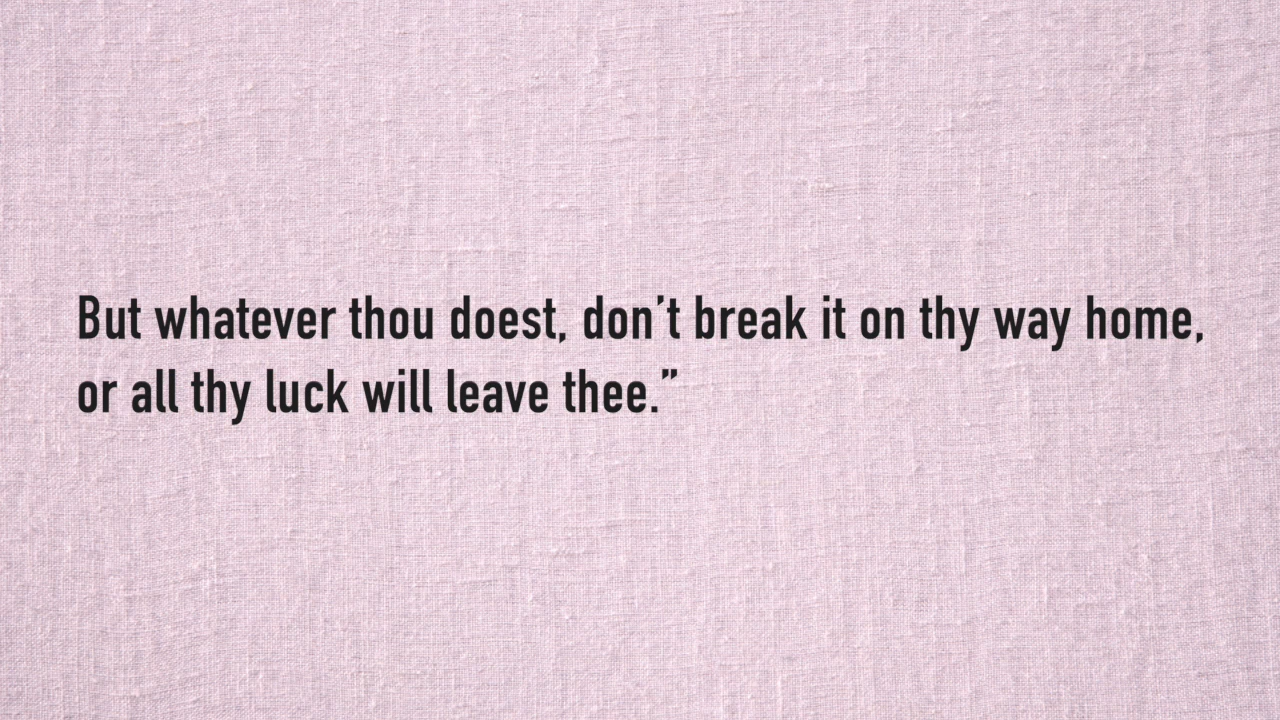 But whatever thou doest, don’t break it on thy way home,
or all thy luck will leave thee.”